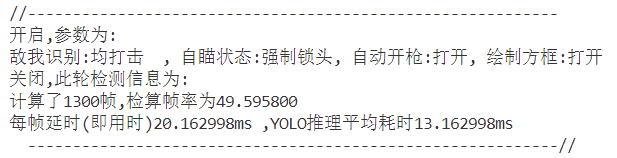 //-----------------------------------------------------------
开启,参数为:
敌我识别:均打击  , 自瞄状态:强制锁头, 自动开枪:打开, 绘制方框:打开
关闭,此轮检测信息为:
计算了1300帧,检算帧率为49.595800
每帧延时(即用时)20.162998ms ,YOLO推理平均耗时13.162998ms
  -----------------------------------------------------------//